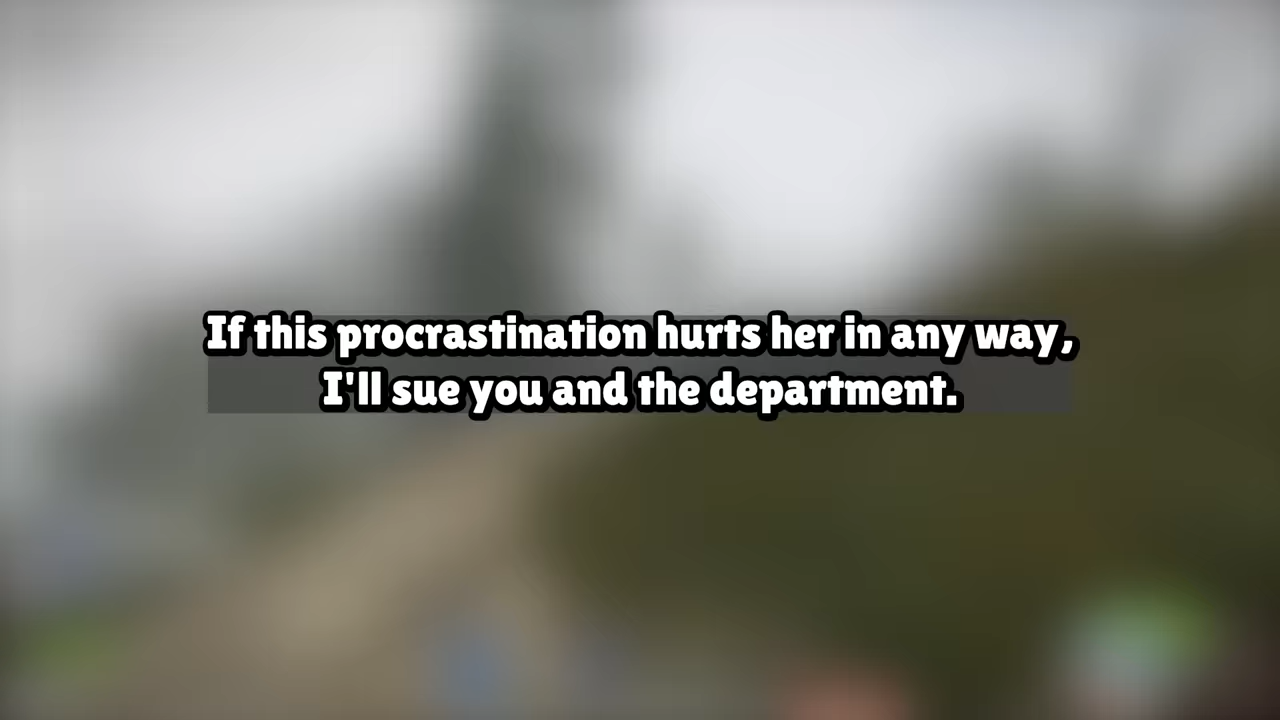 If this procrastination hurts her in any way,
I'll sue you and the department.